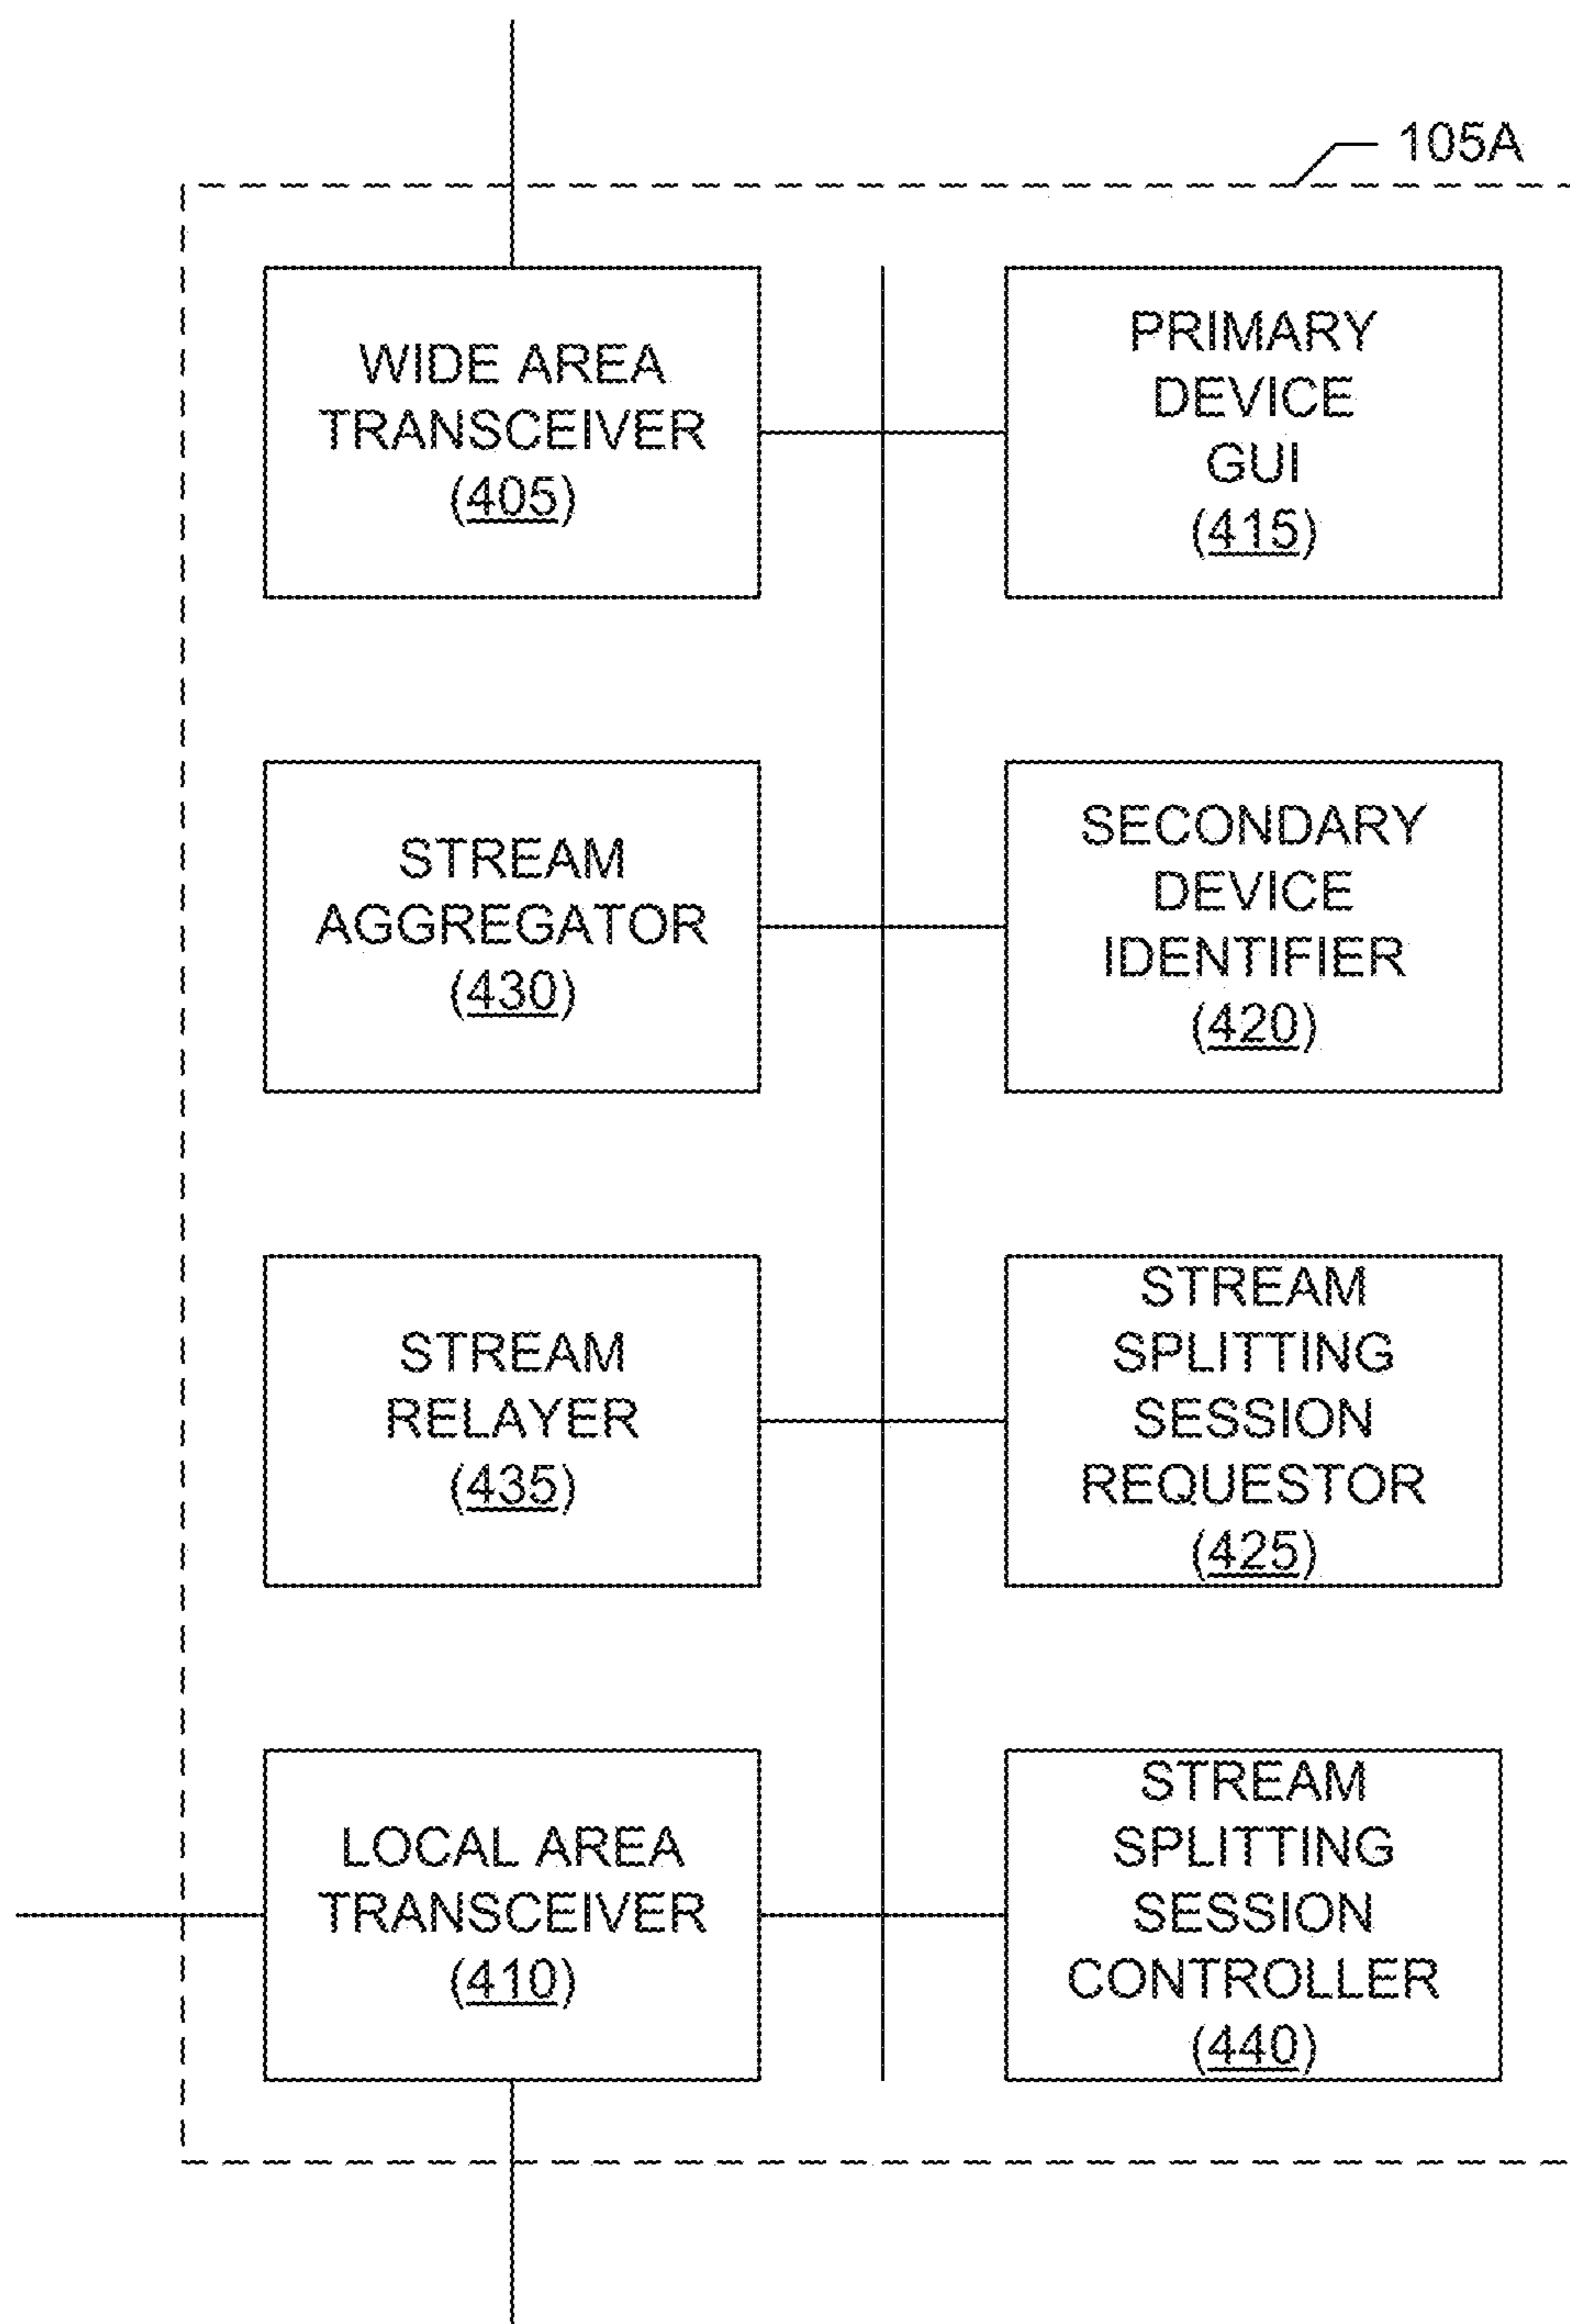 105A
WIDE AREA
TRANSCEIVER
(405)
PRIMARY
DEVICE
GUI
(415)
STREAM
AGGREGATOR
(430)
SECONDARY
DEVICE
IDENTIFIER
(420)
STREAM
RELAYER
(435)
STREAM
SPLITTING
SESSION
REQUESTOR
(425)
LOCAL AREA
TRANSCEIVER
(410)
STREAM
SPLITTING
SESSION
CONTROLLER
(440)